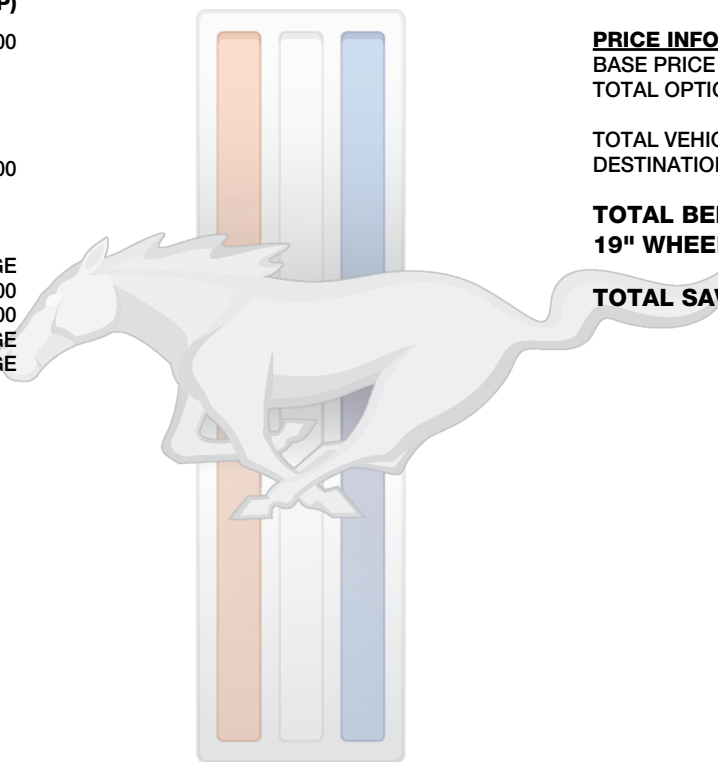 P)
00
00
GE
00
00
GE
GE
PRICE INFO
BASE PRICE
TOTAL OPTIO
TOTAL VEHIC
DESTINATION
TOTAL BE
19" WHEE
TOTAL SAV